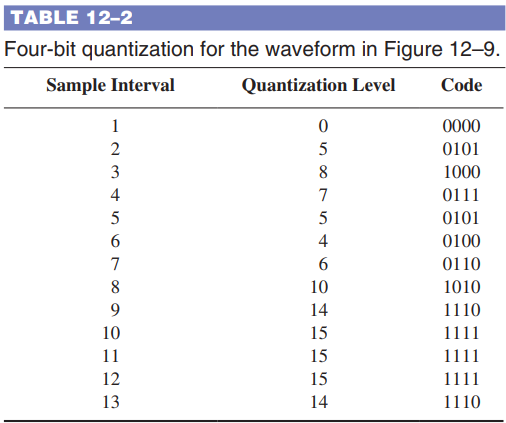 TABLE 12–2
Four-bit quantization for the waveform in Figure 12–9.
Sample Interval Quantization Level Code
1 0 0000
2 5 0101
3 8 1000
4 7 0111
5 5 0101
6 4 0100
7 6 0110
8 10 1010
9 14 1110
10 15 1111
11 15 1111
12 15 1111
13 14 1110